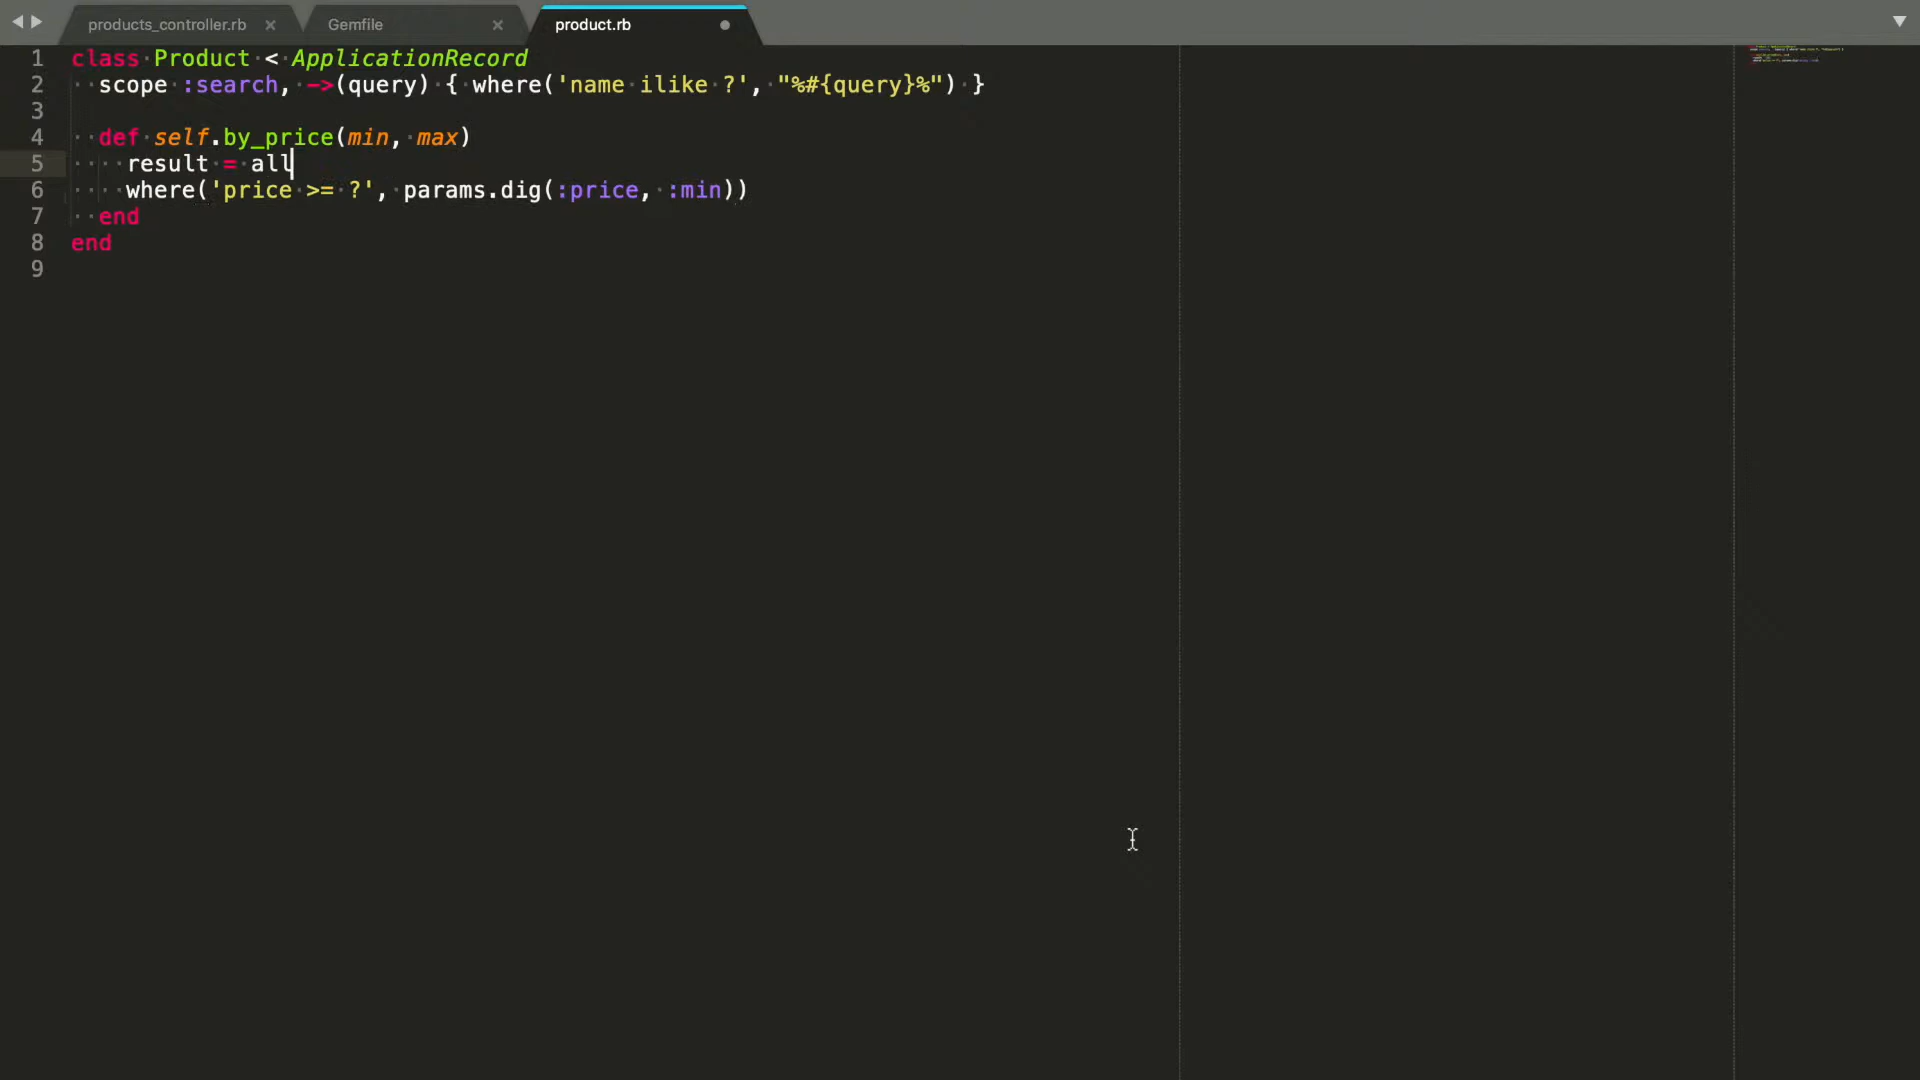 products_controller.rb × Gemfile × product.rb
1 class Product < ApplicationRecord
2 scope :search, ->(query) { where('name ilike ?', "%#{query}%") }
3
4 def self.by_price(min, max)
5 result = all
6 where('price >= ?', params.dig(:price, :min))
7 end
8 end
9